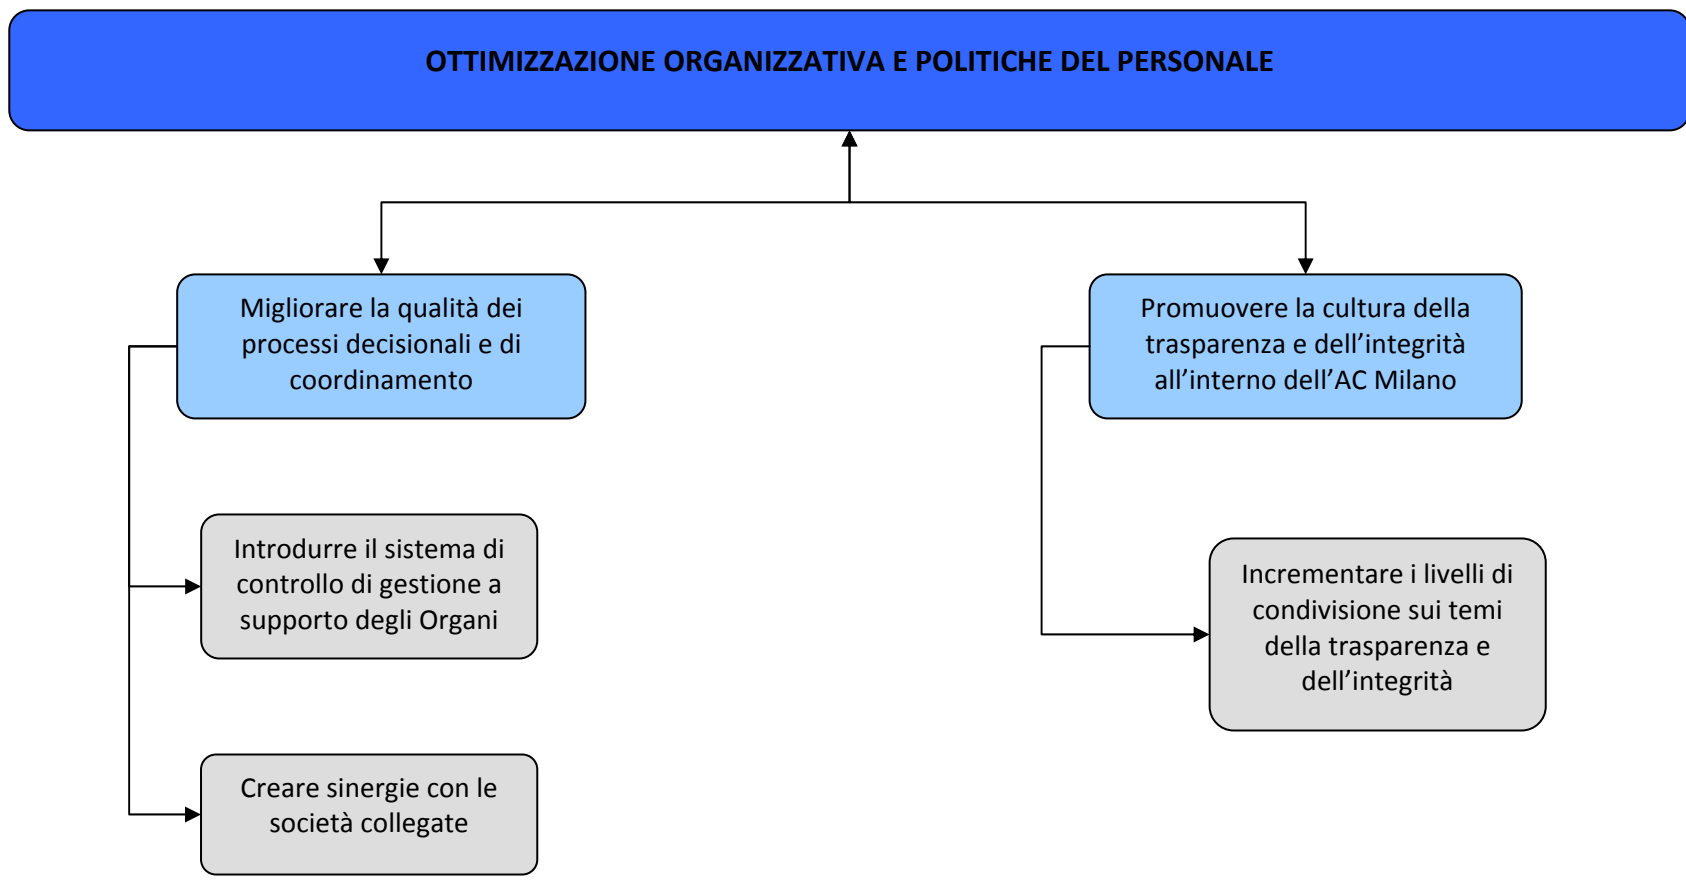 OTTIMIZZAZIONE ORGANIZZATIVA E POLITICHE DEL PERSONALE
Migliorare la qualità dei
processi decisionali e di
coordinamento
Promuovere la cultura della
trasparenza e dell’integrità
all’interno dell’AC Milano
Introdurre il sistema di
controllo di gestione a
supporto degli Organi
Incrementare i livelli di
condivisione sui temi
della trasparenza e
dell’integrità
Creare sinergie con le
società collegate